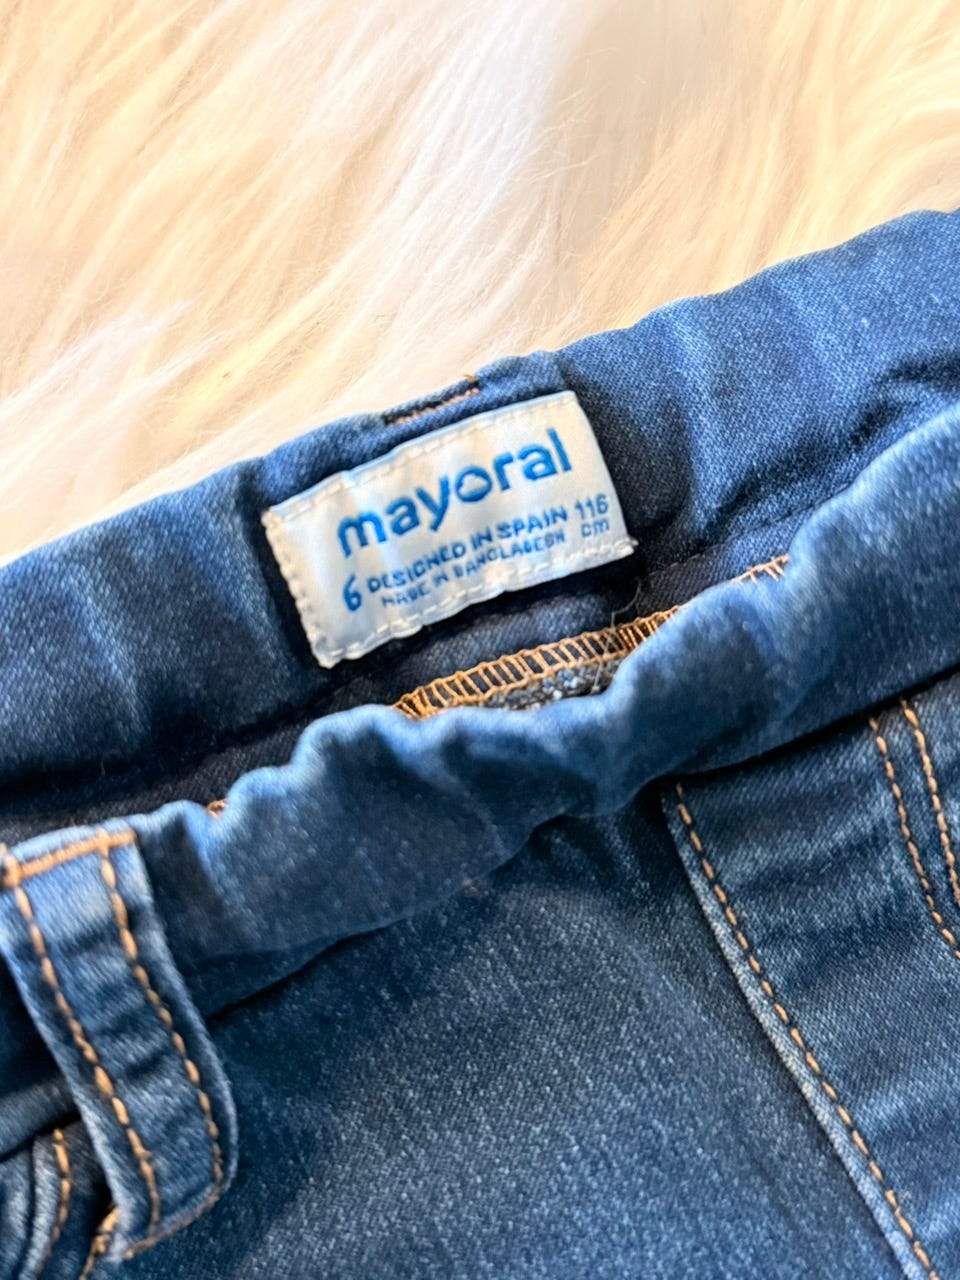 mayoral
6 DESIGNED IN SPAIN 116
MADE IN BANGLADESH cm